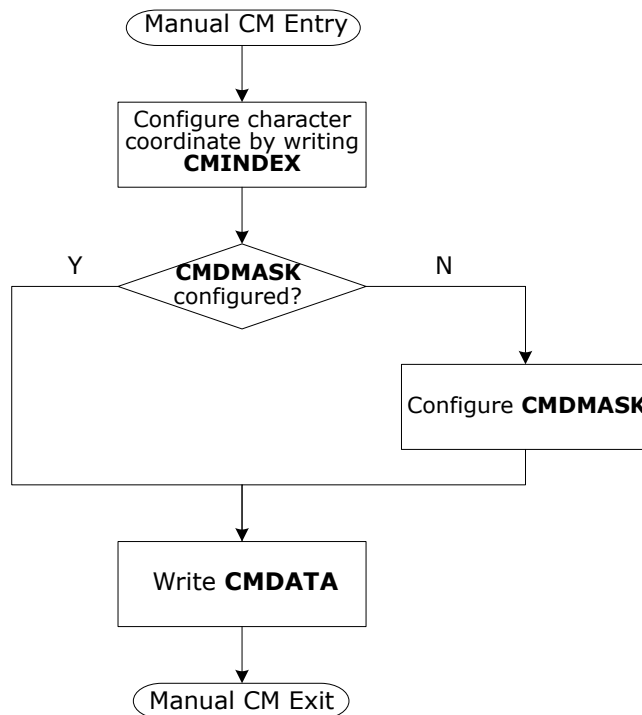 Manual CM Entry
Configure character
coordinate by writing
CMINDEX
Y
N
CMDMASK
configured?
Configure CMDMASK
Write CMDATA
Manual CM Exit